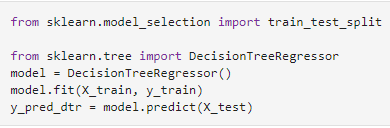 from sklearn.model_selection import train_test_split
from sklearn.tree import DecisionTreeRegressor
model = DecisionTreeRegressor()
model.fit(X_train, y_train)
y_pred_dtr = model.predict(X_test)